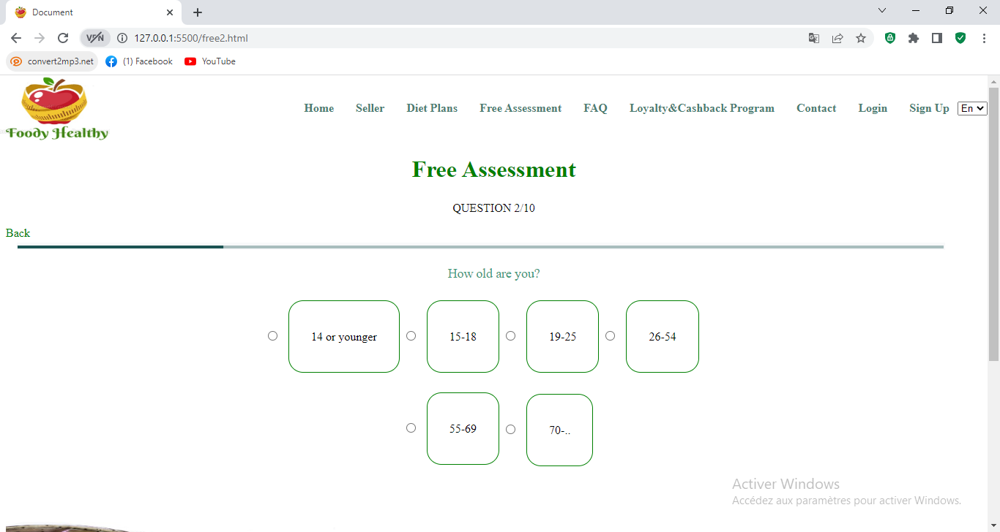 Document
VPN
127.0.0.1:5500/free2.html
convert2mp3.net (1) Facebook YouTube
Foody Healthy
Home Seller Diet Plans Free Assessment FAQ Loyalty&Cashback Program Contact Login Sign Up En
Free Assessment
QUESTION 2/10
Back
How old are you?
14 or younger 15-18 19-25 26-54
55-69 70-..
Activer Windows
Accédez aux paramètres pour activer Windows.